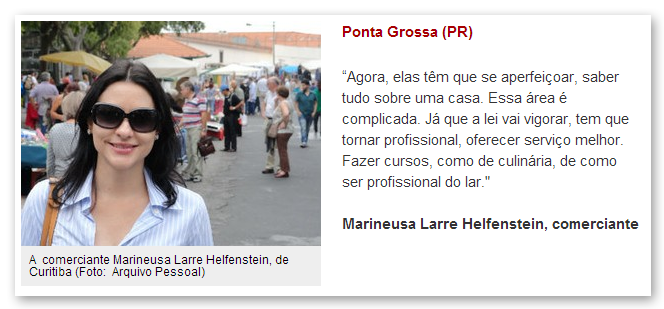 Ponta Grossa (PR)
“Agora, elas têm que se aperfeiçoar, saber
tudo sobre uma casa. Essa área é
complicada. Já que a lei vai vigorar, tem que
tornar profissional, oferecer serviço melhor.
Fazer cursos, como de culinária, de como
ser profissional do lar."
Marineusa Larre Helfenstein, comerciante
A comerciante Marineusa Larre Helfenstein, de
Curitiba (Foto: Arquivo Pessoal)